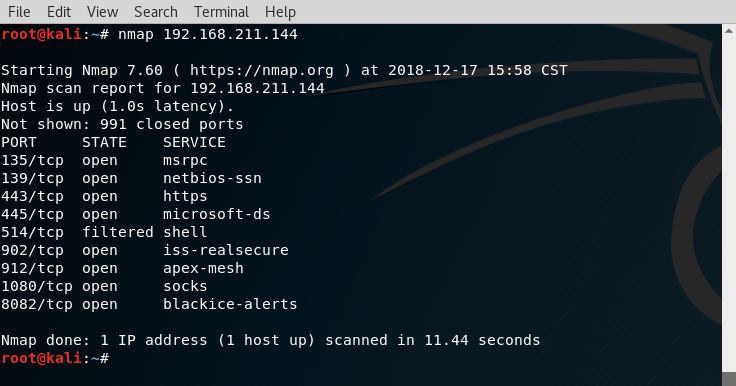 File Edit View Search Terminal Help
root@kali:~# nmap 192.168.211.144
Starting Nmap 7.60 ( https://nmap.org ) at 2018-12-17 15:58 CST
Nmap scan report for 192.168.211.144
Host is up (1.0s latency).
Not shown: 991 closed ports
PORT     STATE    SERVICE
135/tcp  open     msrpc
139/tcp  open     netbios-ssn
443/tcp  open     https
445/tcp  open     microsoft-ds
514/tcp  filtered shell
902/tcp  open     iss-realsecure
912/tcp  open     apex-mesh
1080/tcp open     socks
8082/tcp open     blackice-alerts
Nmap done: 1 IP address (1 host up) scanned in 11.44 seconds
root@kali:~#